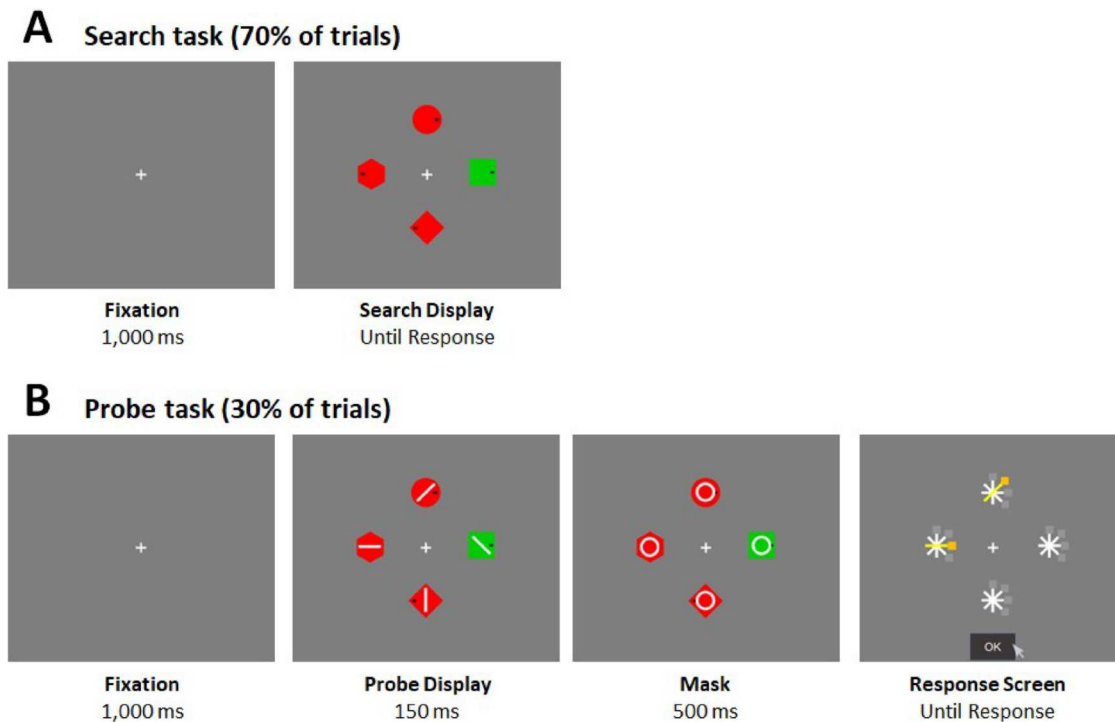 A Search task (70% of trials)
Fixation
1,000 ms
Search Display
Until Response
B Probe task (30% of trials)
OK
Fixation
1,000 ms
Probe Display
150 ms
Mask
500 ms
Response Screen
Until Response